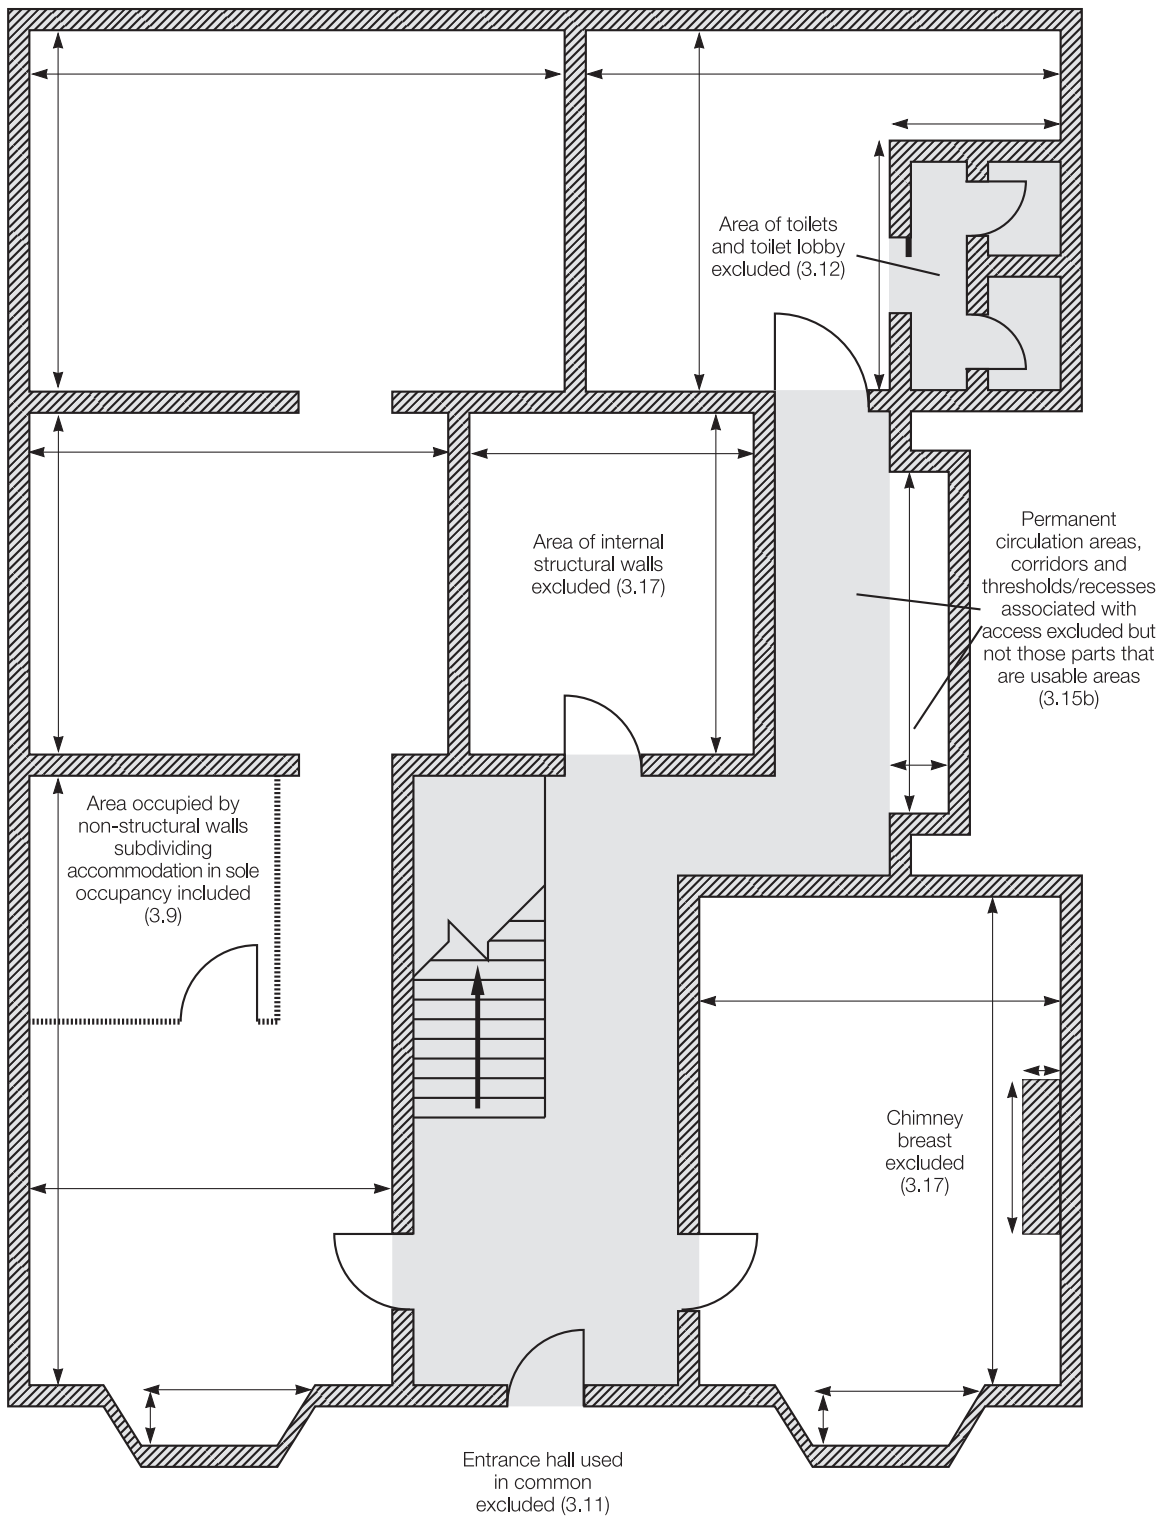 Area of toilets
and toilet lobby
excluded (3.12)
Area of internal
structural walls
excluded (3.17)
Permanent
circulation areas,
corridors and
thresholds/recesses
associated with
access excluded but
not those parts that
are usable areas
(3.15b)
Area occupied by
non-structural walls
subdividing
accommodation in sole
occupancy included
(3.9)
Chimney
breast
excluded
(3.17)
Entrance hall used
in common
excluded (3.11)